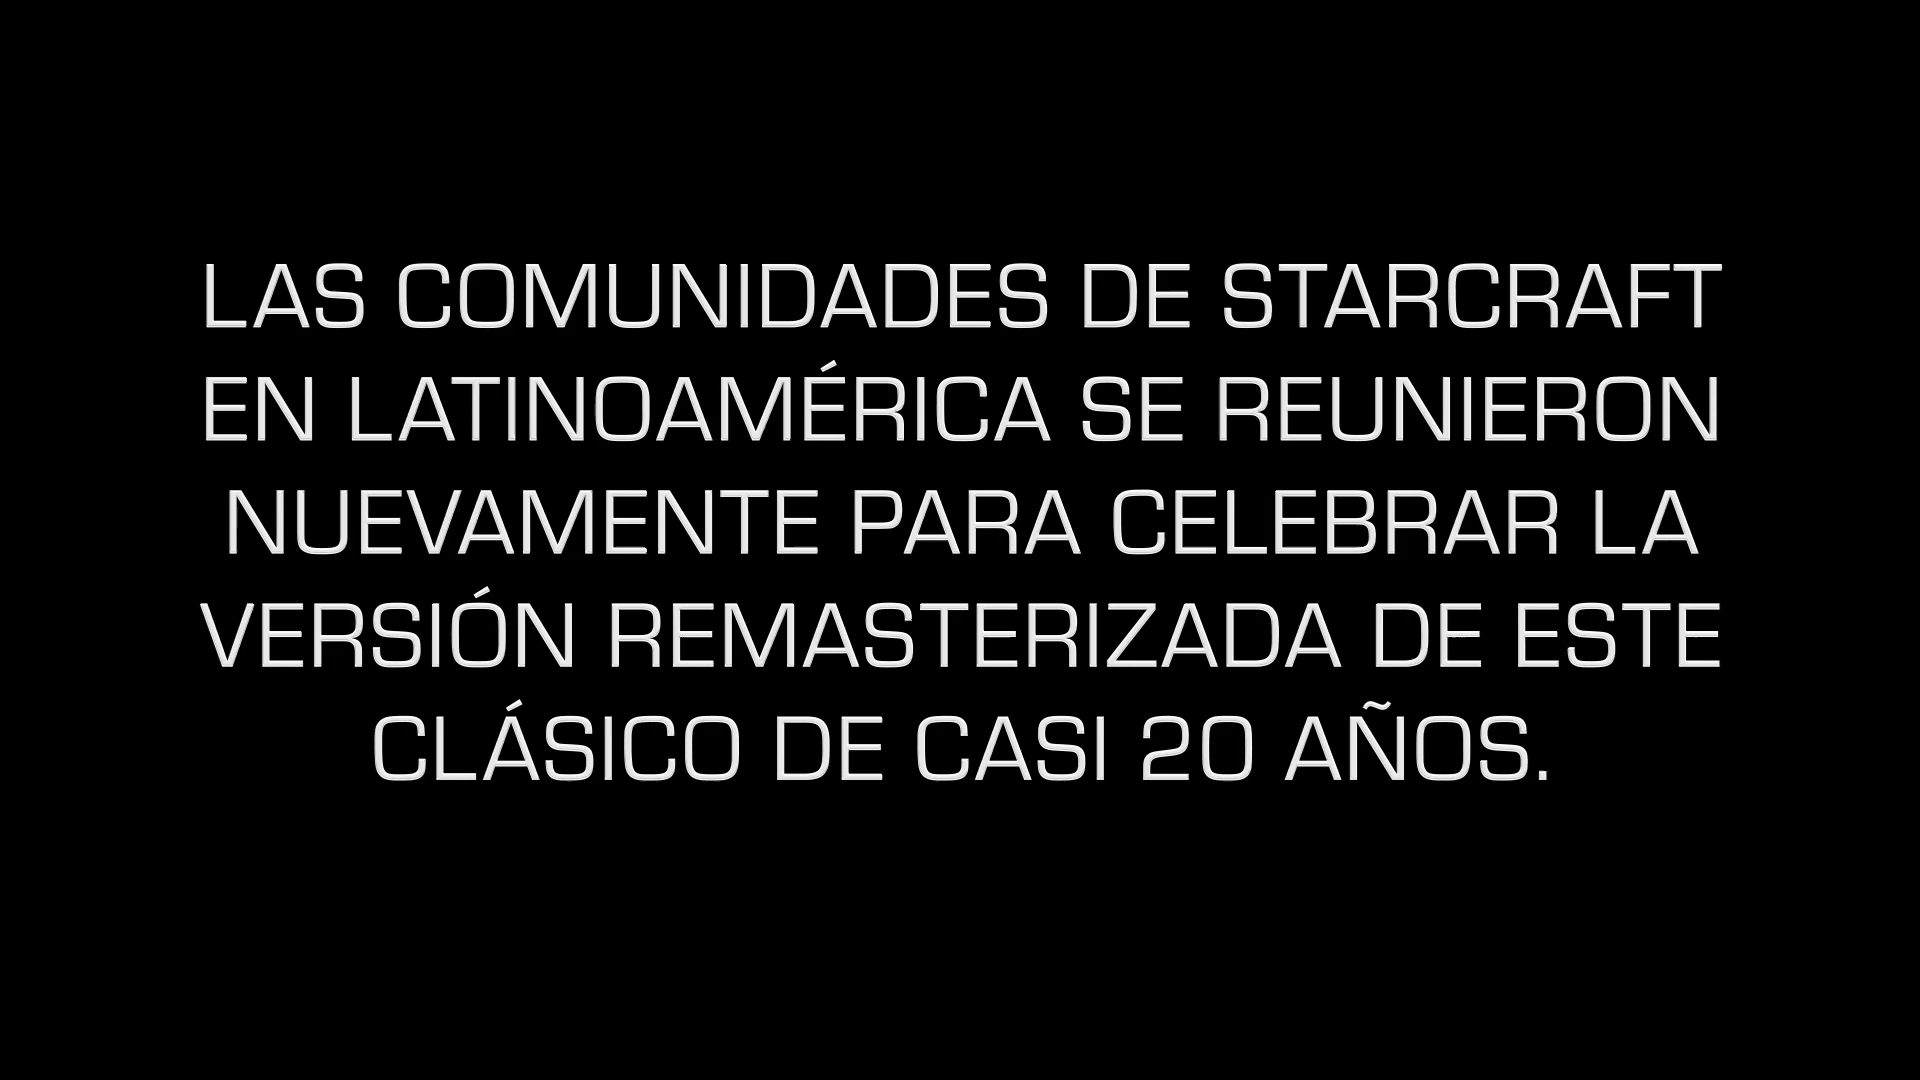 LAS COMUNIDADES DE STARCRAFT
EN LATINOAMÉRICA SE REUNIERON
NUEVAMENTE PARA CELEBRAR LA
VERSIÓN REMASTERIZADA DE ESTE
CLÁSICO DE CASI 20 AÑOS.